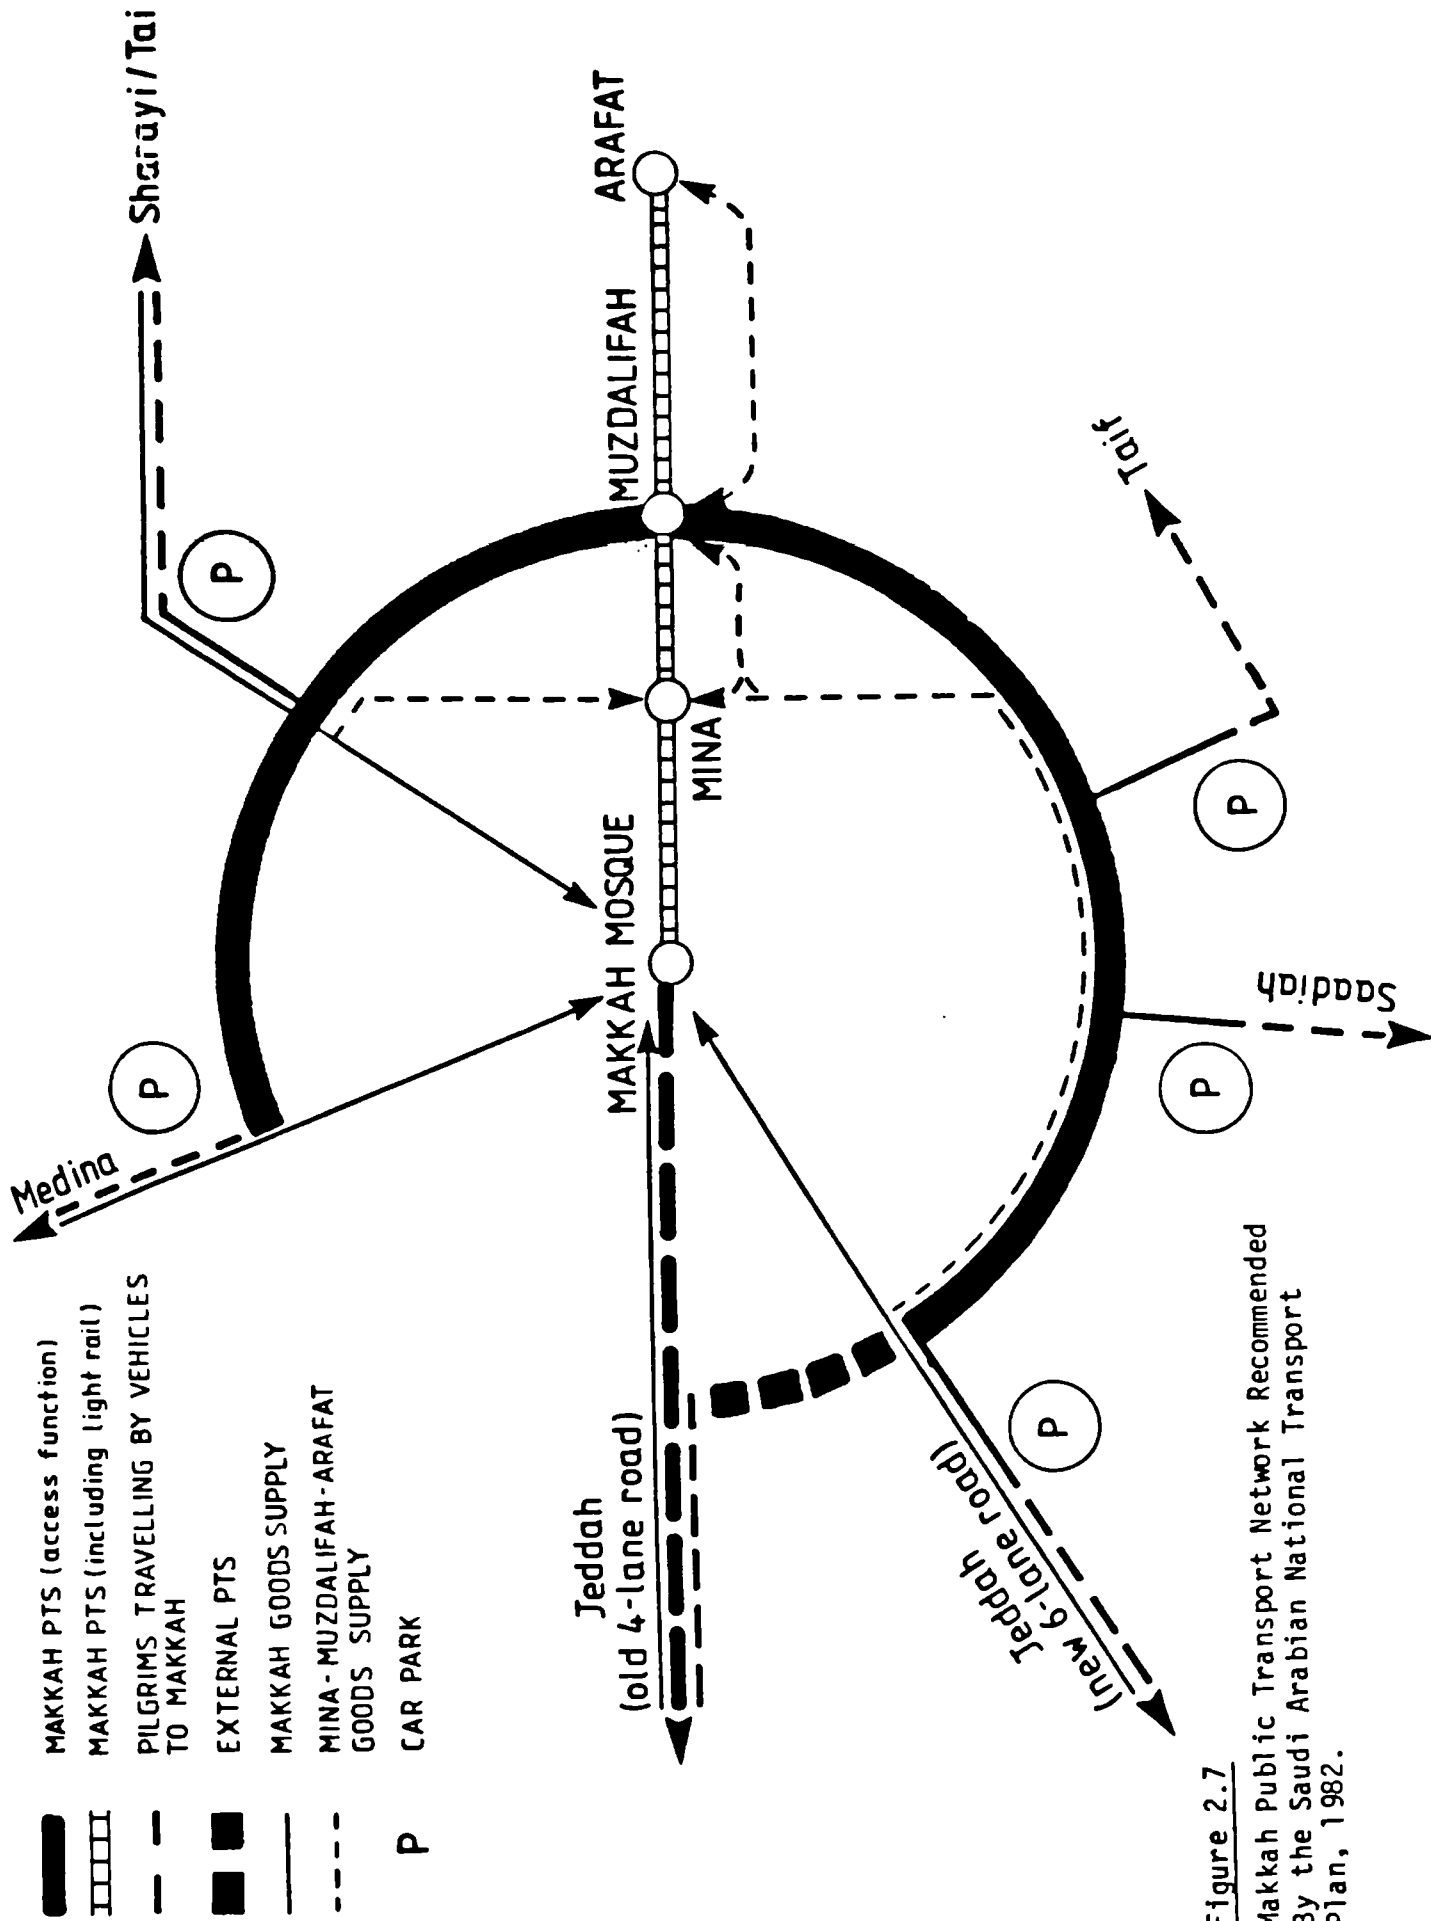 MAKKAH PTS (access function)
MAKKAH PTS (including light rail)
PILGRIMS TRAVELLING BY VEHICLES
TO MAKKAH
EXTERNAL PTS
MAKKAH GOODS SUPPLY
MINA-MUZDALIFAH-ARAFAT
GOODS SUPPLY
P CAR PARK
Medina
P
P
Sharayi/Tai
Jeddah
(old 4-lane road)
MAKKAH MOSQUE
MINA
MUZDALIFAH
ARAFAT
Jeddah
(new 6-lane road)
P
P
Saadiah
P
Taif
Figure 2.7
Makkah Public Transport Network Recommended
By the Saudi Arabian National Transport
Plan, 1982.